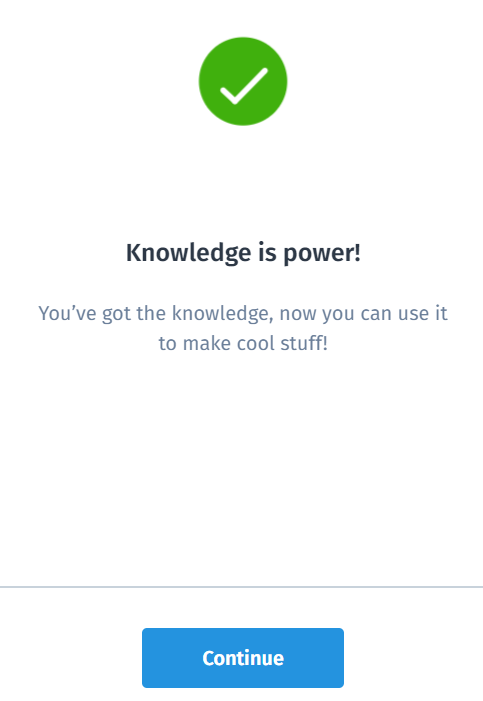 Knowledge is power!
You’ve got the knowledge, now you can use it
to make cool stuff!
Continue